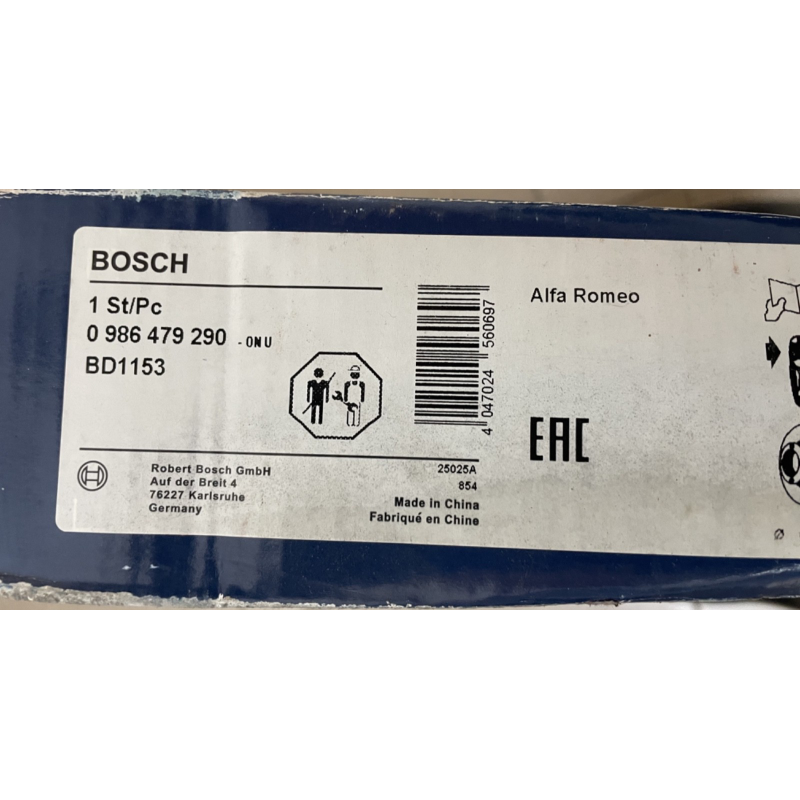 BOSCH
1 St/Pc
0 986 479 290 - 0NU
BD1153
4 047024 560697
Alfa Romeo
EAC
Robert Bosch GmbH
Auf der Breit 4
76227 Karlsruhe
Germany
25025A
854
Made in China
Fabriqué en Chine
Ø